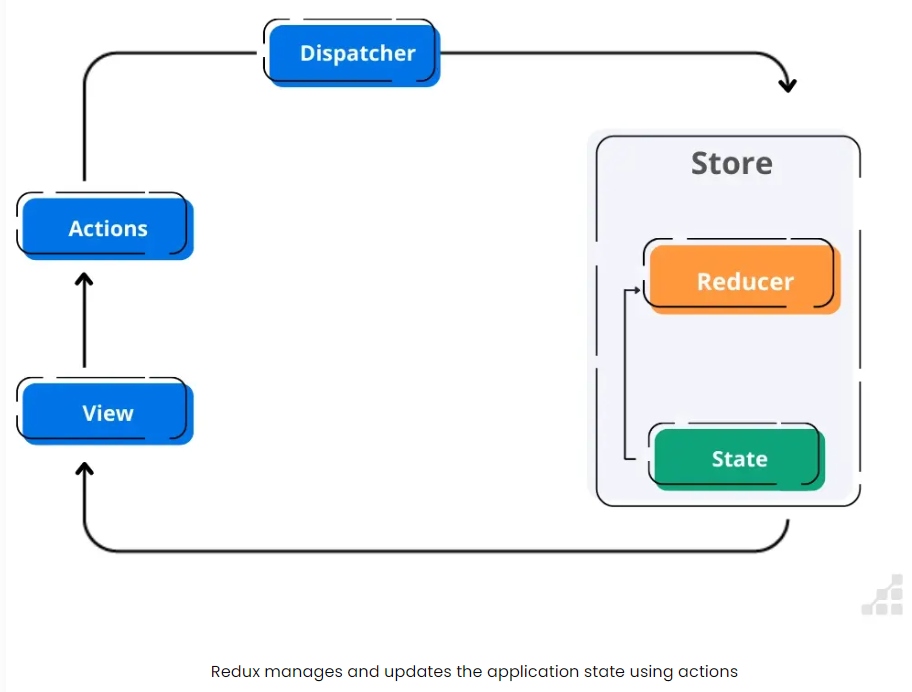 Dispatcher
Store
Actions
Reducer
View
State
Redux manages and updates the application state using actions